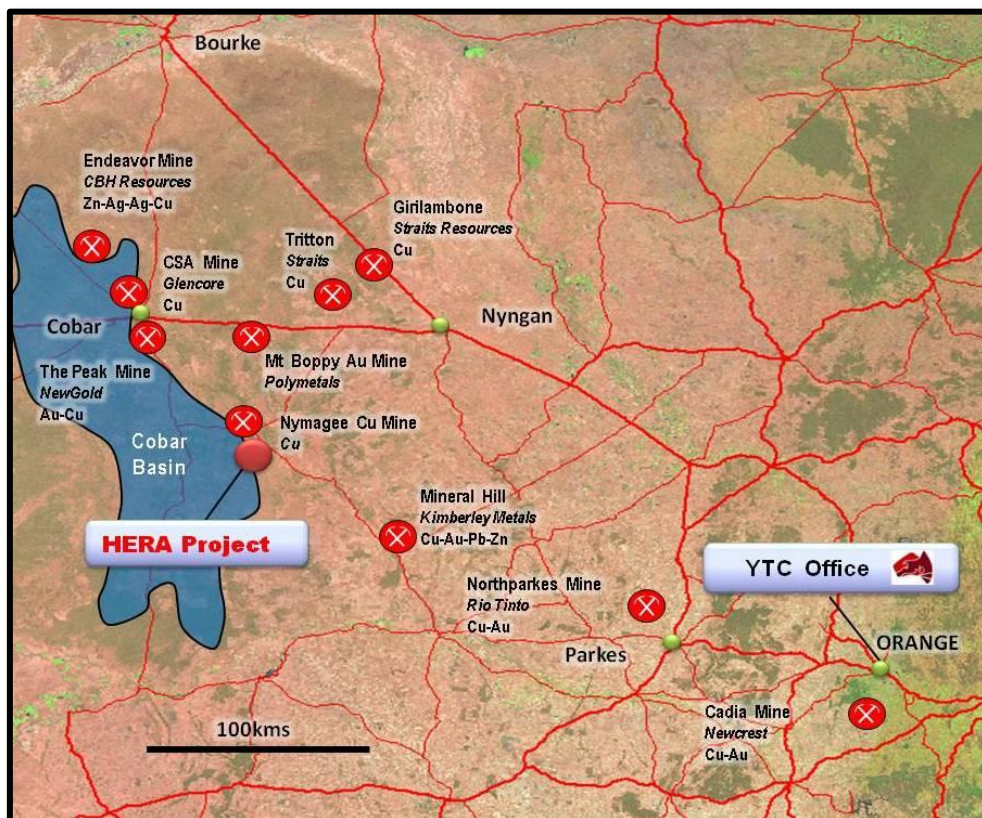 Bourke
Endeavor Mine
CBH Resources
Zn-Ag-Ag-Cu
Girilambone
Straits Resources
Cu
Tritton
Straits
Cu
CSA Mine
Glencore
Cu
Cobar
Nyngan
The Peak Mine
NewGold
Au-Cu
Mt Boppy Au Mine
Polymetals
Nymagee Cu Mine
Cu
Cobar
Basin
Mineral Hill
Kimberley Metals
Cu-Au-Pb-Zn
HERA Project
YTC Office
Northparkes Mine
Rio Tinto
Cu-Au
Parkes
ORANGE
Cadia Mine
Newcrest
Cu-Au
100kms